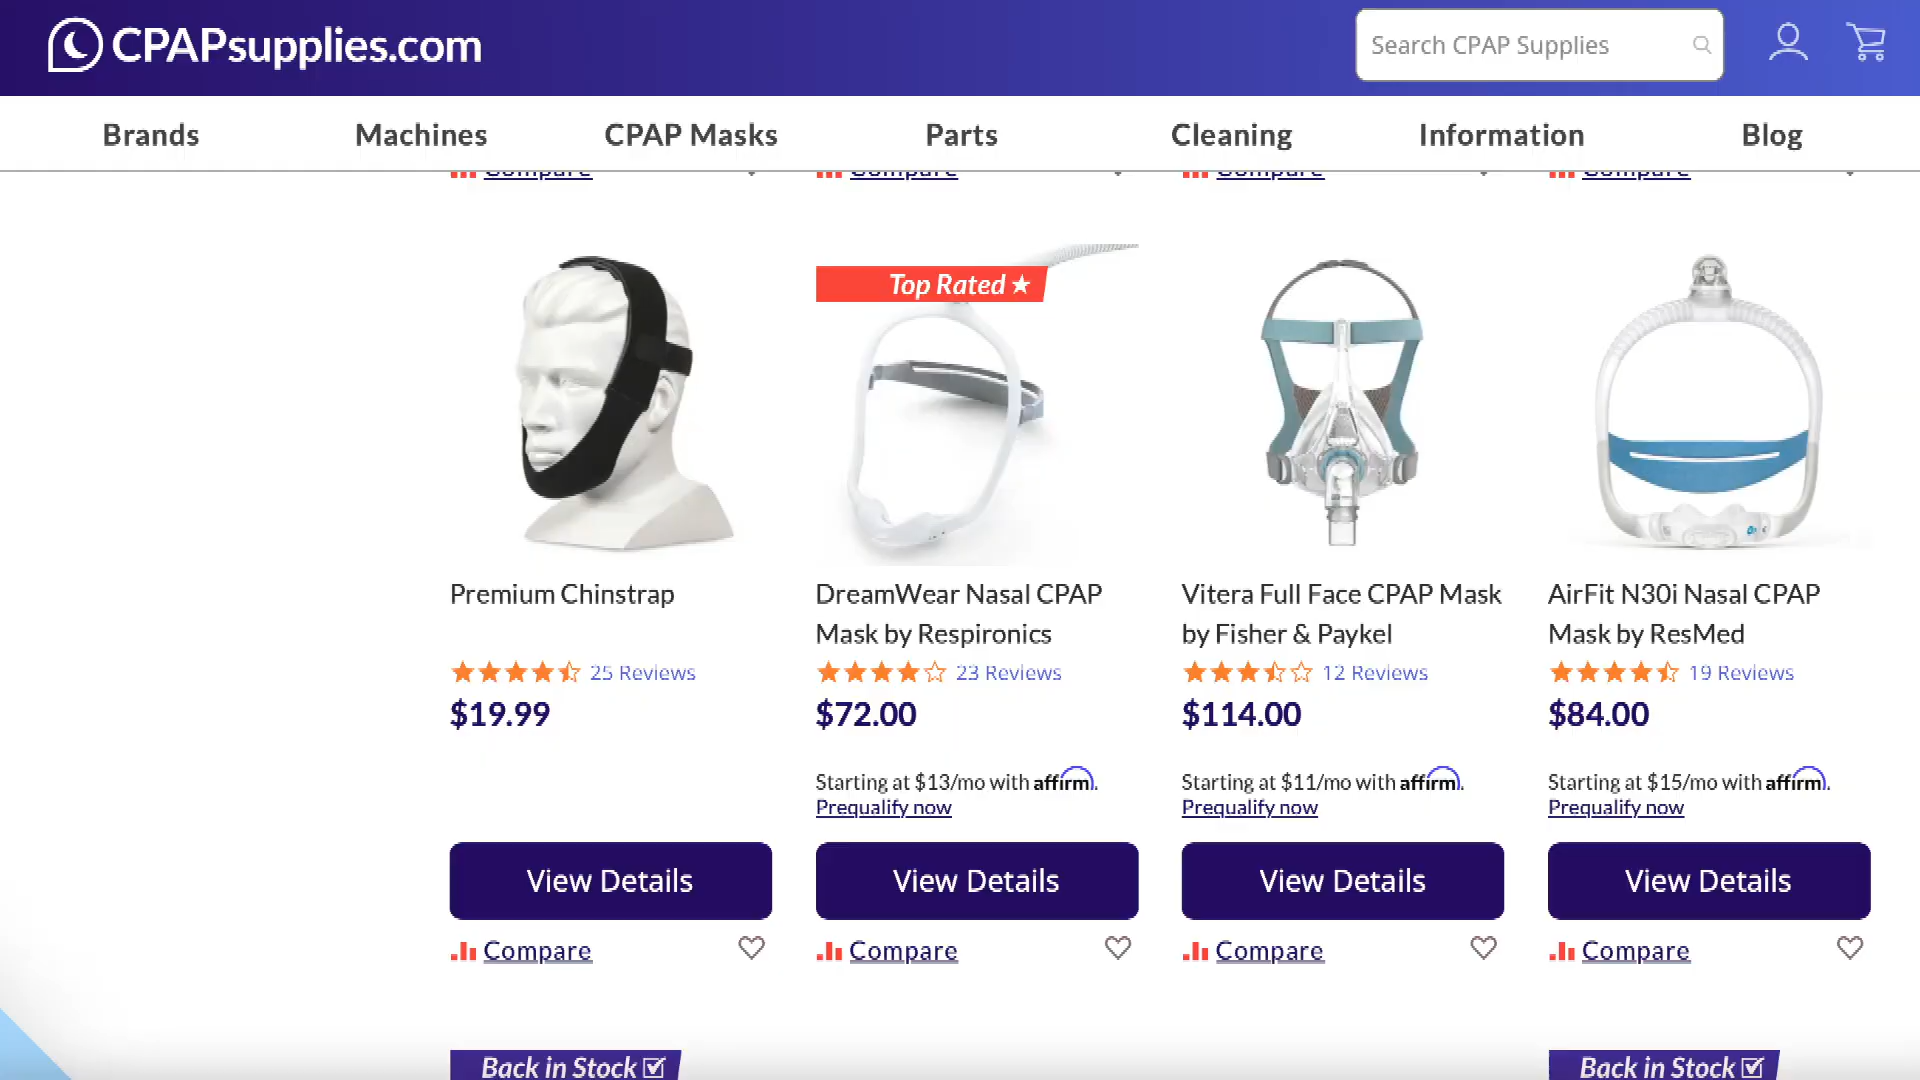 CPAPsupplies.com
Search CPAP Supplies
Brands
Machines
CPAP Masks
Parts
Cleaning
Information
Blog
Compare
Compare
Compare
Compare
Top Rated
Premium Chinstrap
25 Reviews
$19.99
View Details
Compare
DreamWear Nasal CPAP
Mask by Respironics
23 Reviews
$72.00
Starting at $13/mo with affirm.
Prequalify now
View Details
Compare
Vitera Full Face CPAP Mask
by Fisher & Paykel
12 Reviews
$114.00
Starting at $11/mo with affirm.
Prequalify now
View Details
Compare
AirFit N30i Nasal CPAP
Mask by ResMed
19 Reviews
$84.00
Starting at $15/mo with affirm.
Prequalify now
View Details
Compare
Back in Stock
Back in Stock